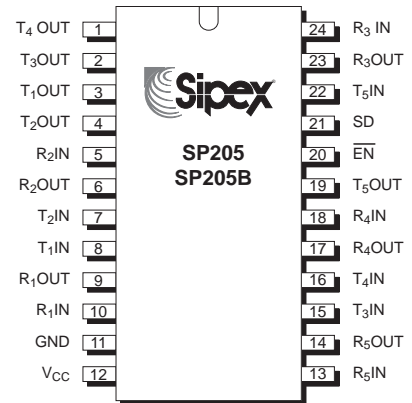 T4 OUT 1
T3OUT 2
T1OUT 3
T2OUT 4
R2IN 5
R2OUT 6
T2IN 7
T1IN 8
R1OUT 9
R1IN 10
GND 11
VCC 12
Sipex
SP205
SP205B
24 R3 IN
23 R3OUT
22 T5IN
21 SD
20 E̅N̅
19 T5OUT
18 R4IN
17 R4OUT
16 T4IN
15 T3IN
14 R5OUT
13 R5IN